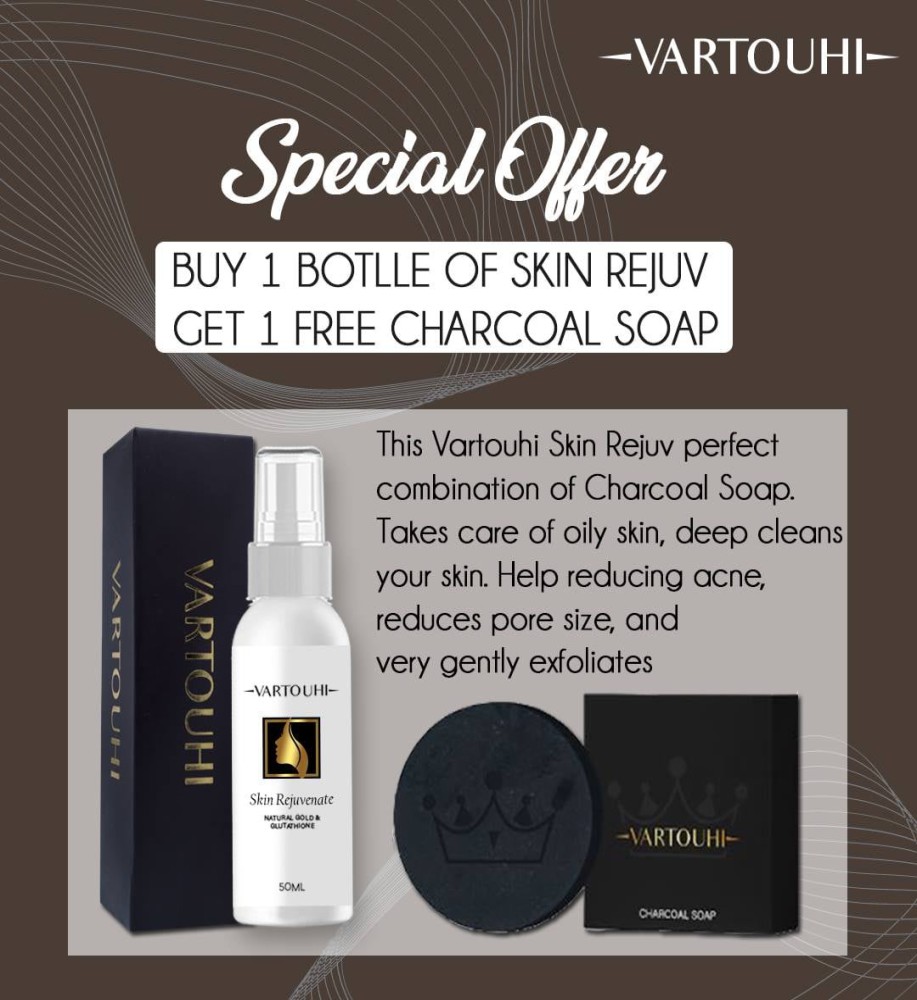 -VARTOUHI-
Special Offer
BUY 1 BOTLLE OF SKIN REJUV
GET 1 FREE CHARCOAL SOAP
This Vartouhi Skin Rejuv perfect
combination of Charcoal Soap.
Takes care of oily skin, deep cleans
your skin. Help reducing acne,
reduces pore size, and
very gently exfoliates
VARTOUHI
VARTOUHI
-VARTOUHI-
Skin Rejuvenate
NATURAL GOLD &
GLUTATHIONE
50ML
-VARTOUHI-
CHARCOAL SOAP